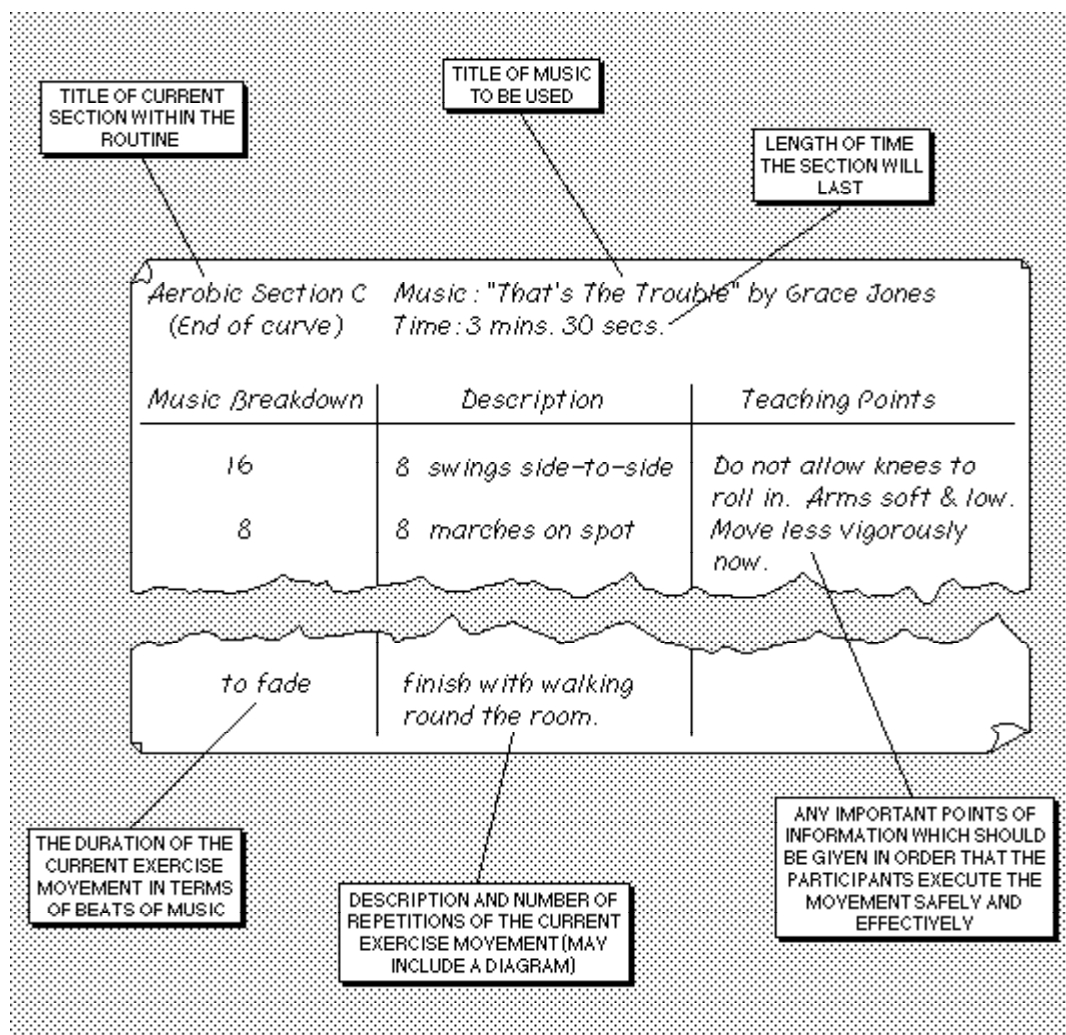 TITLE OF CURRENT
SECTION WITHIN THE
ROUTINE
TITLE OF MUSIC
TO BE USED
LENGTH OF TIME
THE SECTION WILL
LAST
Aerobic Section C
(End of curve)
Music : "That's The Trouble" by Grace Jones
Time : 3 mins. 30 secs.
Music Breakdown
Description
Teaching Points
16
8 swings side-to-side
Do not allow knees to
roll in. Arms soft & low.
8
8 marches on spot
Move less vigorously
now.
to fade
finish with walking
round the room.
THE DURATION OF THE
CURRENT EXERCISE
MOVEMENT IN TERMS
OF BEATS OF MUSIC
DESCRIPTION AND NUMBER OF
REPETITIONS OF THE CURRENT
EXERCISE MOVEMENT (MAY
INCLUDE A DIAGRAM)
ANY IMPORTANT POINTS OF
INFORMATION WHICH SHOULD
BE GIVEN IN ORDER THAT THE
PARTICIPANTS EXECUTE THE
MOVEMENT SAFELY AND
EFFECTIVELY